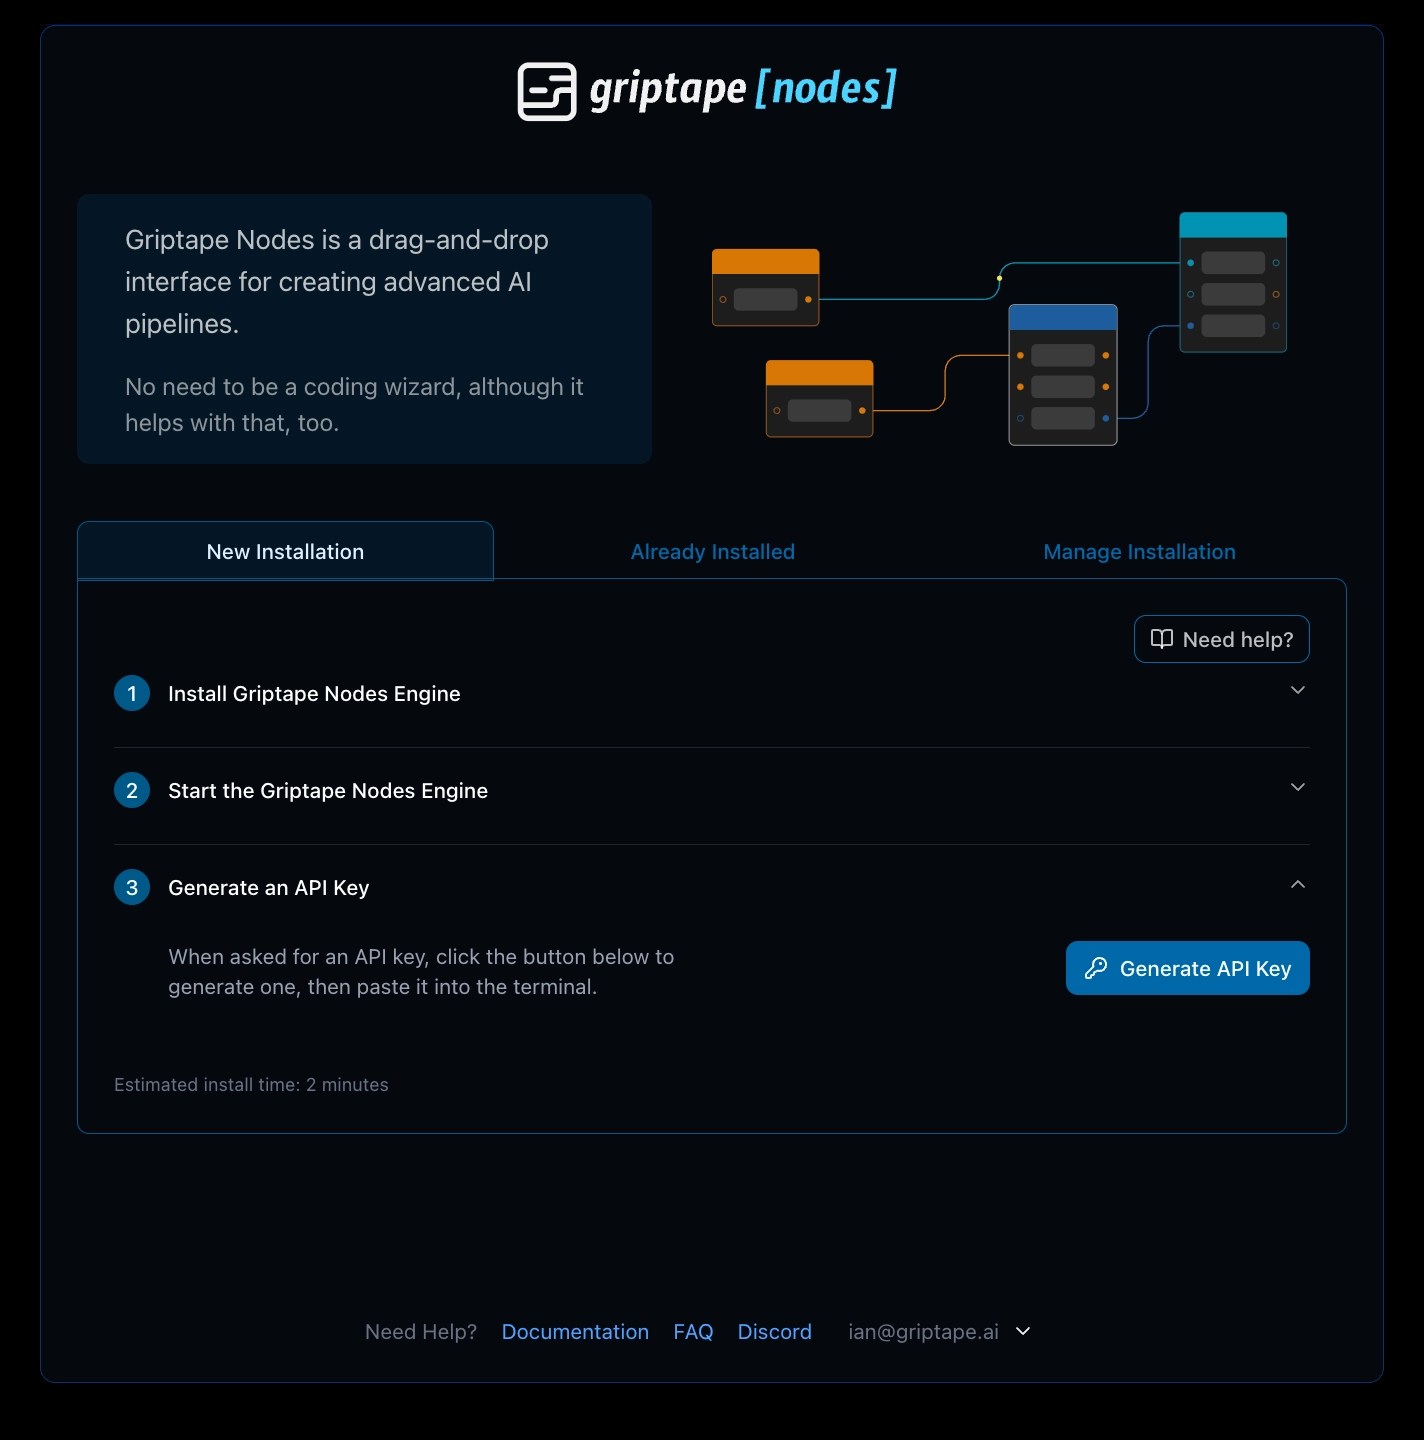 griptape [nodes]
Griptape Nodes is a drag-and-drop
interface for creating advanced AI
pipelines.
No need to be a coding wizard, although it
helps with that, too.
New Installation
Already Installed
Manage Installation
Need help?
1 Install Griptape Nodes Engine
2 Start the Griptape Nodes Engine
3 Generate an API Key
When asked for an API key, click the button below to
generate one, then paste it into the terminal.
Generate API Key
Estimated install time: 2 minutes
Need Help? Documentation FAQ Discord ian@griptape.ai